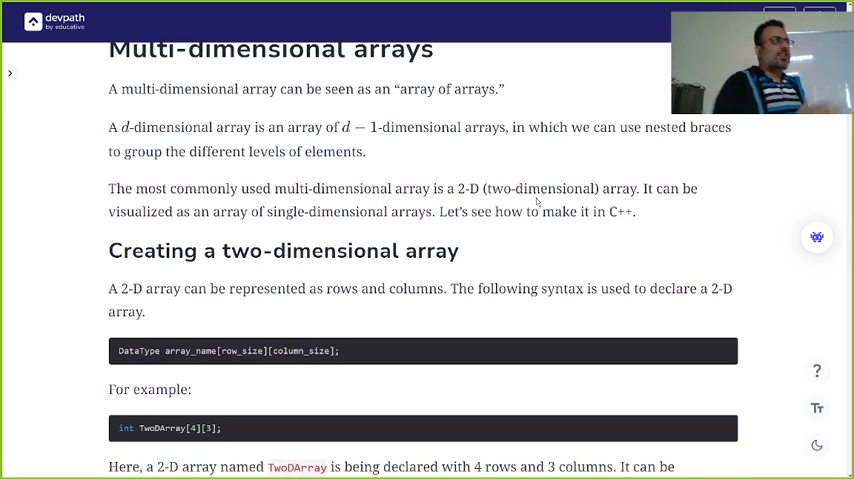 devpath
by educative
Multi-dimensional arrays
A multi-dimensional array can be seen as an “array of arrays.”
A d-dimensional array is an array of d − 1-dimensional arrays, in which we can use nested braces
to group the different levels of elements.
The most commonly used multi-dimensional array is a 2-D (two-dimensional) array. It can be
visualized as an array of single-dimensional arrays. Let’s see how to make it in C++.
Creating a two-dimensional array
A 2-D array can be represented as rows and columns. The following syntax is used to declare a 2-D
array.
DataType array_name[row_size][column_size];
For example:
int TwoDArray[4][3];
Here, a 2-D array named TwoDArray is being declared with 4 rows and 3 columns. It can be
?
TT